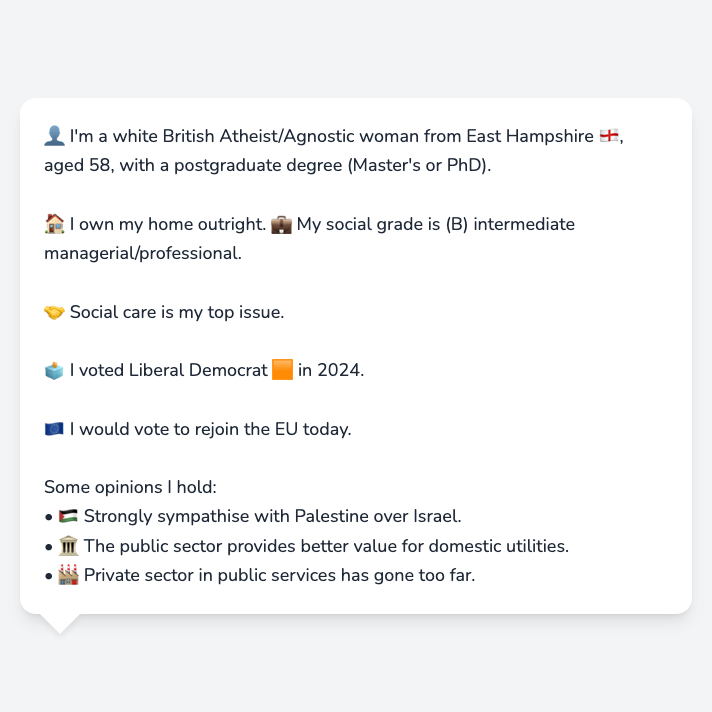 👤 I'm a white British Atheist/Agnostic woman from East Hampshire 🏴󠁧󠁢󠁥󠁮󠁧󠁿,
aged 58, with a postgraduate degree (Master's or PhD).
🏠 I own my home outright. 💼 My social grade is (B) intermediate
managerial/professional.
🤝 Social care is my top issue.
🗳️ I voted Liberal Democrat 🟧 in 2024.
🇪🇺 I would vote to rejoin the EU today.
Some opinions I hold:
• 🇵🇸 Strongly sympathise with Palestine over Israel.
• 🏛️ The public sector provides better value for domestic utilities.
• 🏭 Private sector in public services has gone too far.